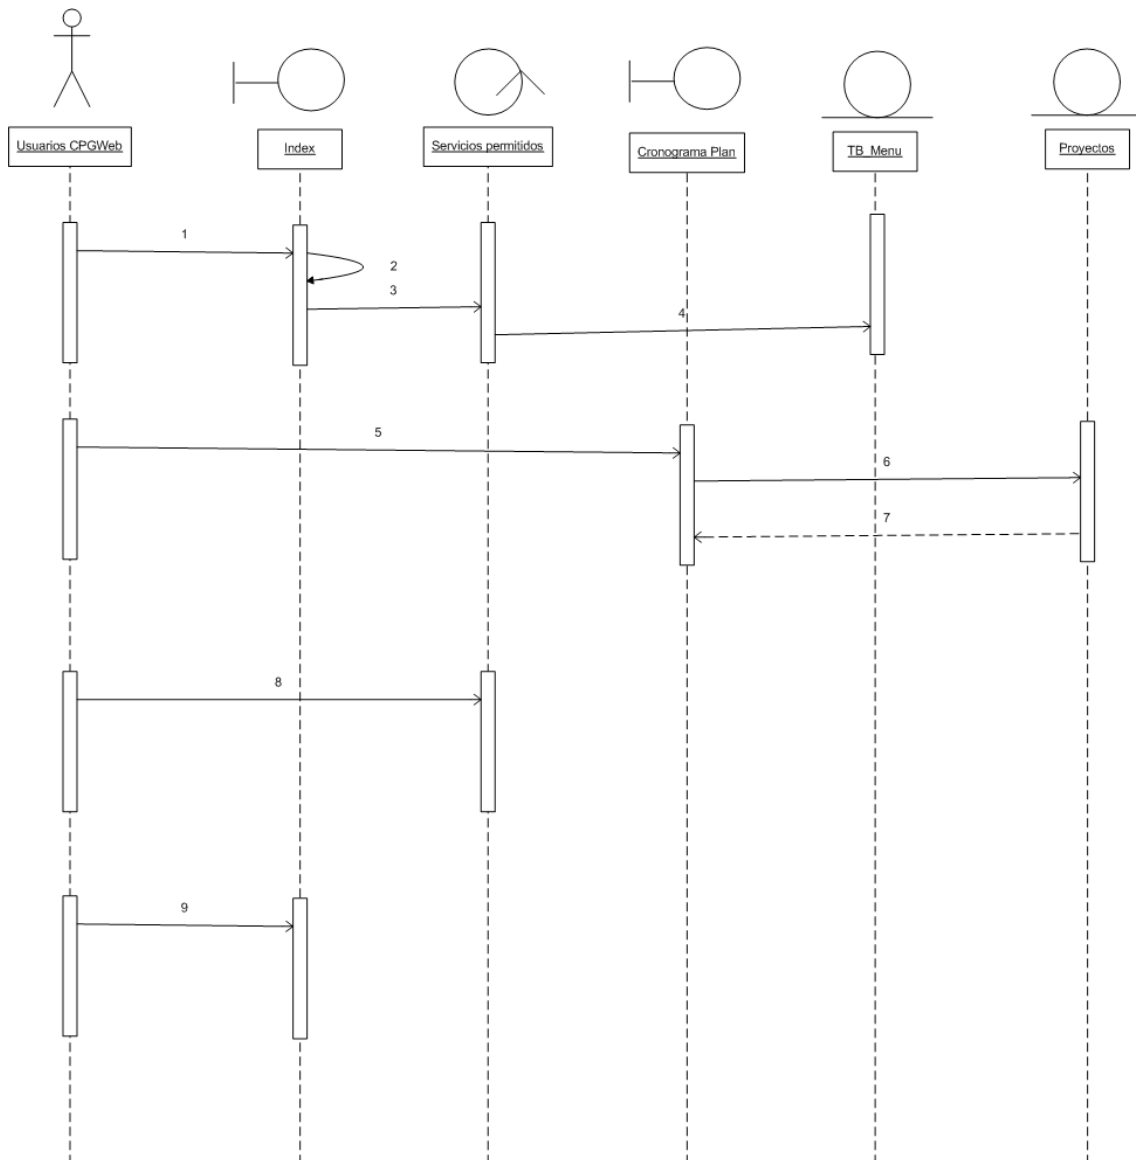 Usuarios CPGWeb
Index
Servicios permitidos
Cronograma Plan
TB_Menu
Proyectos
1
2
3
4
5
6
7
8
9